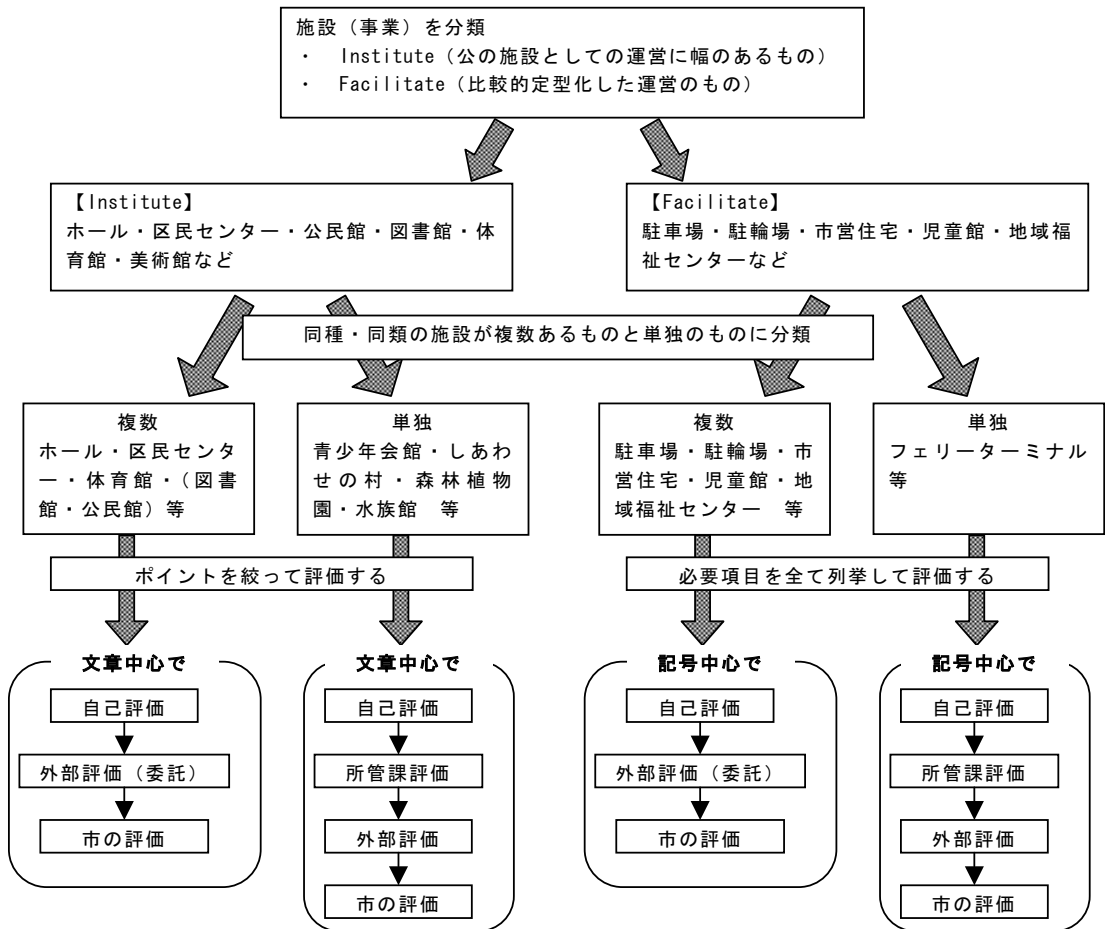 施設（事業）を分類
・　Institute（公の施設としての運営に幅のあるもの）
・　Facilitate（比較的定型化した運営のもの）
【Institute】
ホール・区民センター・公民館・図書館・体
育館・美術館など
【Facilitate】
駐車場・駐輪場・市営住宅・児童館・地域福
祉センターなど
同種・同類の施設が複数あるものと単独のものに分類
複数
ホール・区民センタ
ー・体育館・（図書
館・公民館）等
単独
青少年会館・しあわ
せの村・森林植物
園・水族館　等
複数
駐車場・駐輪場・市
営住宅・児童館・地
域福祉センター　等
単独
フェリーターミナル
等
ポイントを絞って評価する
必要項目を全て列挙して評価する
文章中心で
自己評価
外部評価（委託）
市の評価
文章中心で
自己評価
所管課評価
外部評価
市の評価
記号中心で
自己評価
外部評価（委託）
市の評価
記号中心で
自己評価
所管課評価
外部評価
市の評価